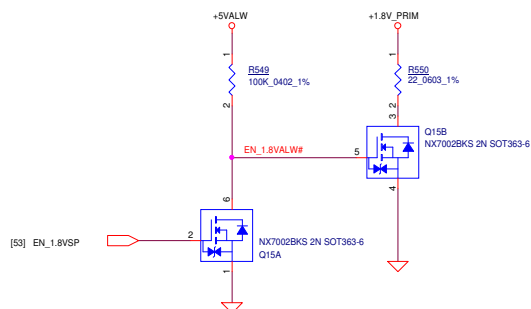 +5VALW
+1.8V_PRIM
1
R549
100K_0402_1%
2
1
R550
22_0603_1%
2
3
Q15B
NX7002BKS 2N SOT363-6
EN_1.8VALW#
5
4
6
[53] EN_1.8VSP
2
NX7002BKS 2N SOT363-6
Q15A
1